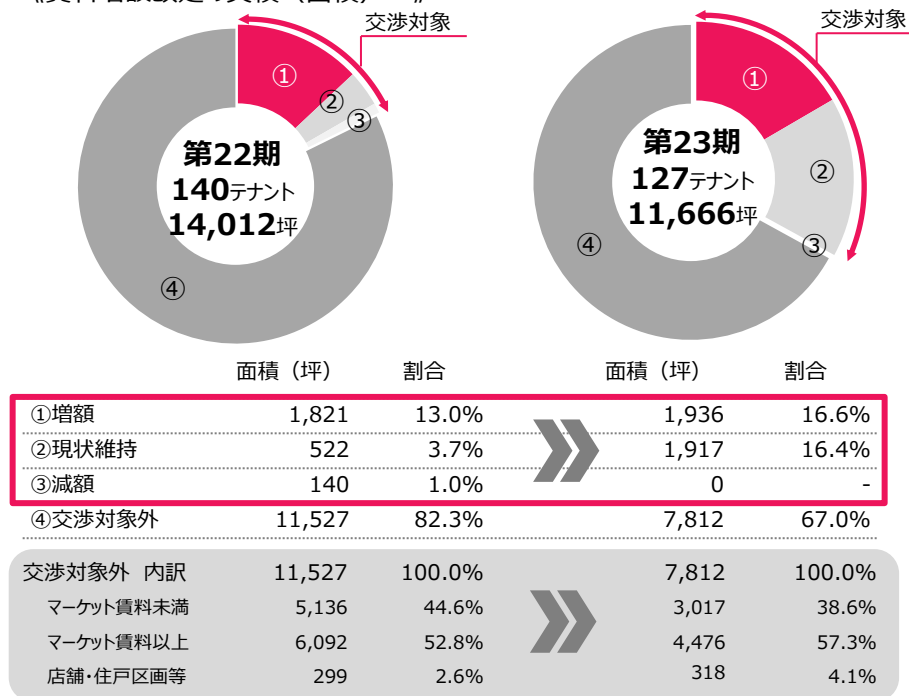 交渉対象
交渉対象
①
②
③
④
第22期
140テナント
14,012坪
①
②
③
④
第23期
127テナント
11,666坪
面積（坪） 割合 面積（坪） 割合
①増額 1,821 13.0% 1,936 16.6%
②現状維持 522 3.7% 1,917 16.4%
③減額 140 1.0% 0 -
④交渉対象外 11,527 82.3% 7,812 67.0%
交渉対象外 内訳 11,527 100.0% 7,812 100.0%
マーケット賃料未満 5,136 44.6% 3,017 38.6%
マーケット賃料以上 6,092 52.8% 4,476 57.3%
店舗・住戸区画等 299 2.6% 318 4.1%